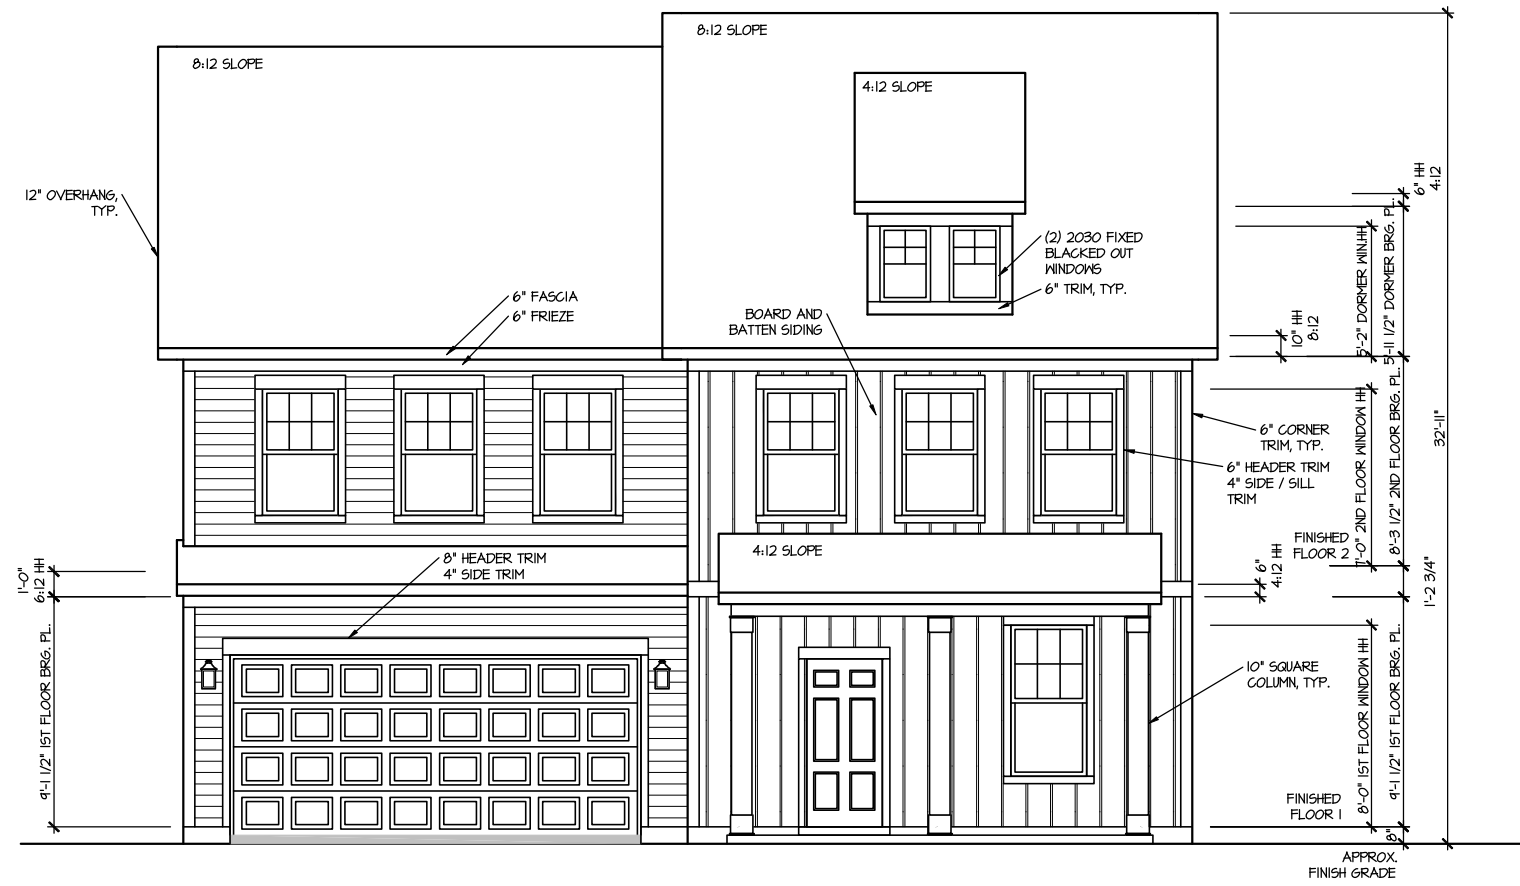 8:12 SLOPE
8:12 SLOPE
4:12 SLOPE
12" OVERHANG,
TYP.
(2) 2030 FIXED
BLACKED OUT
WINDOWS
6" TRIM, TYP.
6" FASCIA
6" FRIEZE
BOARD AND
BATTEN SIDING
6" HH
4:12
5'-2" DORMER WIN.HH
5'-11 1/2" DORMER BRG. PL.
10" HH
8:12
32'-11"
6" CORNER
TRIM, TYP.
6" HEADER TRIM
4" SIDE / SILL
TRIM
7'-0" 2ND FLOOR WINDOW HH
8'-3 1/2" 2ND FLOOR BRG. PL.
FINISHED
FLOOR 2
4:12 SLOPE
8" HEADER TRIM
4" SIDE TRIM
1'-0"
6:12 HH
6"
4:12 HH
1'-2 3/4"
9'-1 1/2" 1ST FLOOR BRG. PL.
10" SQUARE
COLUMN, TYP.
8'-0" 1ST FLOOR WINDOW HH
9'-1 1/2" 1ST FLOOR BRG. PL.
FINISHED
FLOOR 1
8"
APPROX.
FINISH GRADE